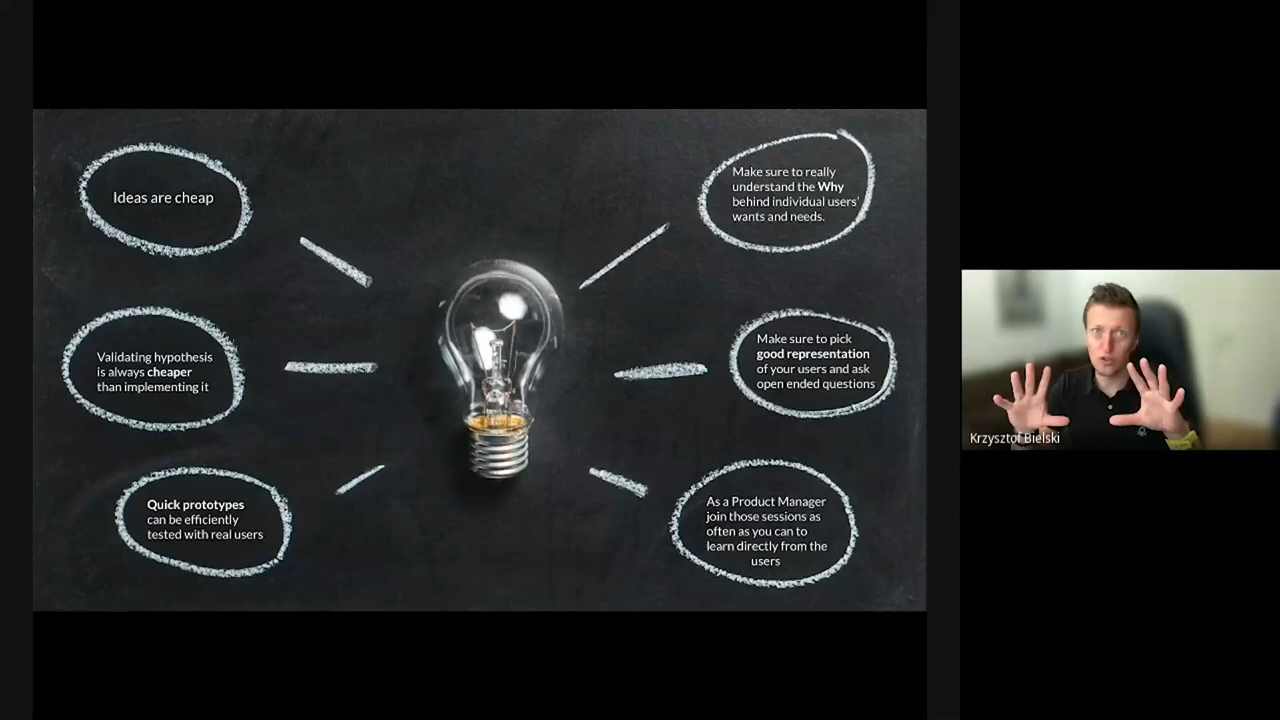 Ideas are cheap
Validating hypothesis
is always cheaper
than implementing it
Quick prototypes
can be efficiently
tested with real users
Make sure to really
understand the Why
behind individual users'
wants and needs.
Make sure to pick
good representation
of your users and ask
open ended questions
As a Product Manager
join those sessions as
often as you can to
learn directly from the
users
Krzysztof Bielski